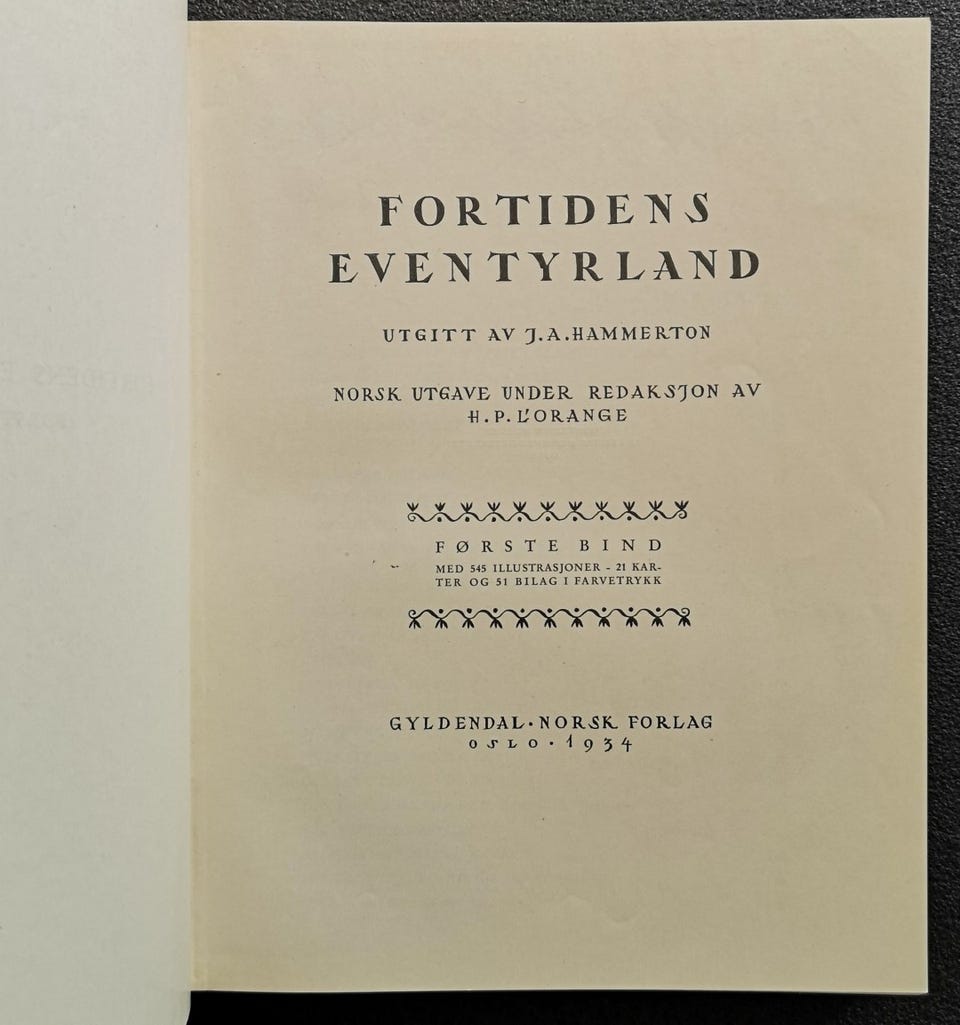 FORTIDENS
EVENTYRLAND
UTGITT AV J.A.HAMMERTON
NORSK UTGAVE UNDER REDAKSJON AV
H.P. L'ORANGE
FØRSTE BIND
MED 545 ILLUSTRASJONER - 21 KAR-
TER OG 51 BILAG I FARVETRYKK
GYLDENDAL · NORSK FORLAG
OSLO · 1934